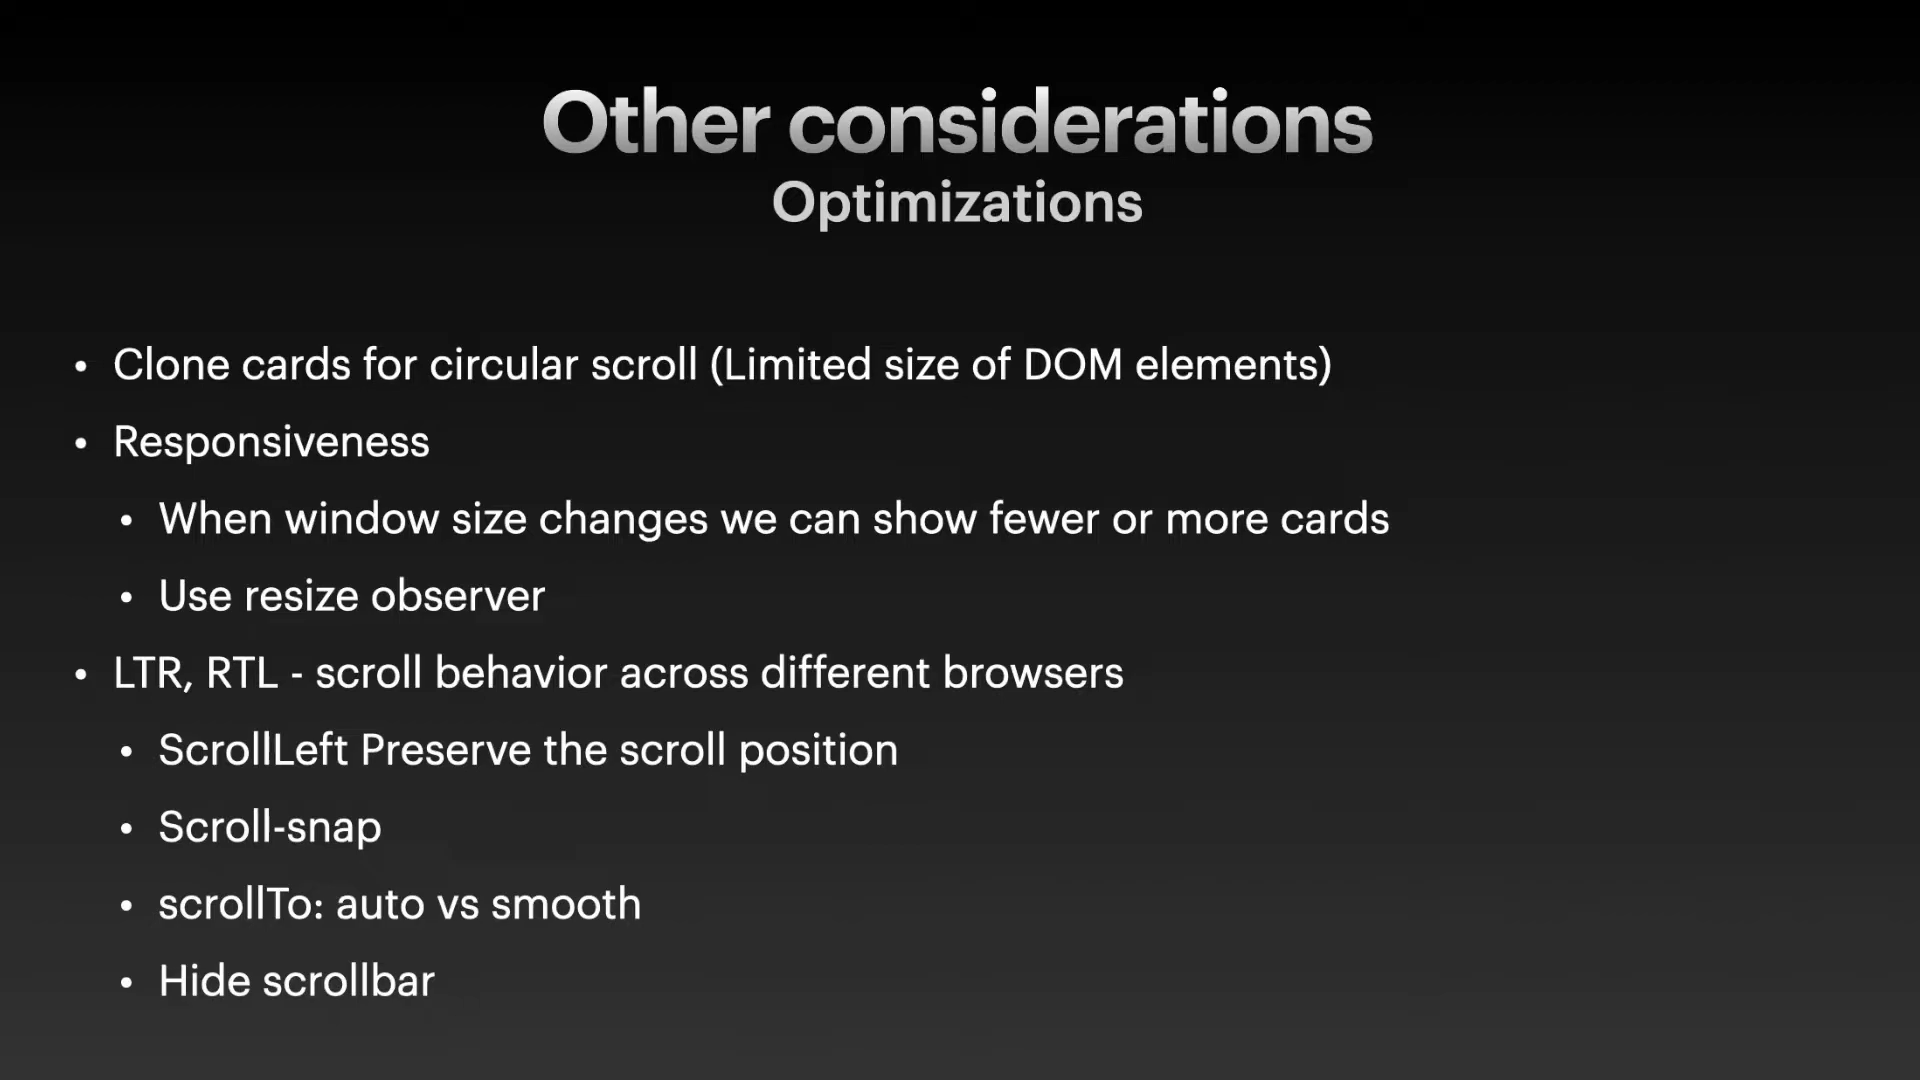 Other considerations
Optimizations
• Clone cards for circular scroll (Limited size of DOM elements)
• Responsiveness
• When window size changes we can show fewer or more cards
• Use resize observer
• LTR, RTL - scroll behavior across different browsers
• ScrollLeft Preserve the scroll position
• Scroll-snap
• scrollTo: auto vs smooth
• Hide scrollbar